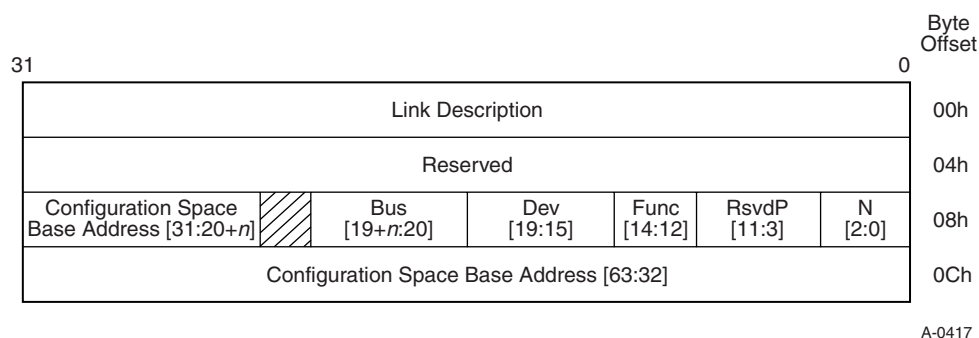 Byte
Offset
31 0
Link Description 00h
Reserved 04h
Configuration Space Bus Dev Func RsvdP N
Base Address [31:20+n] [19+n:20] [19:15] [14:12] [11:3] [2:0] 08h
Configuration Space Base Address [63:32] 0Ch
A-0417